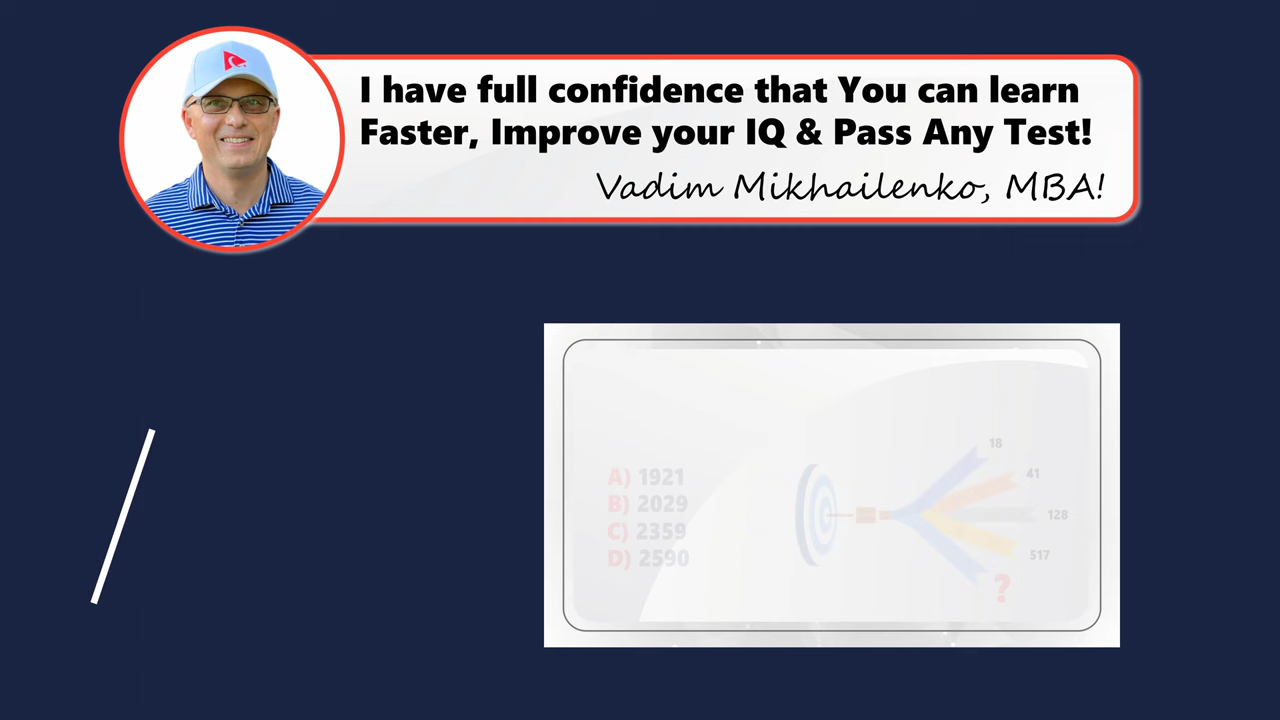 I have full confidence that You can learn
Faster, Improve your IQ & Pass Any Test!
Vadim Mikhailenko, MBA!
18
A) 1921
41
B) 2029
128
C) 2359
517
D) 2590
?